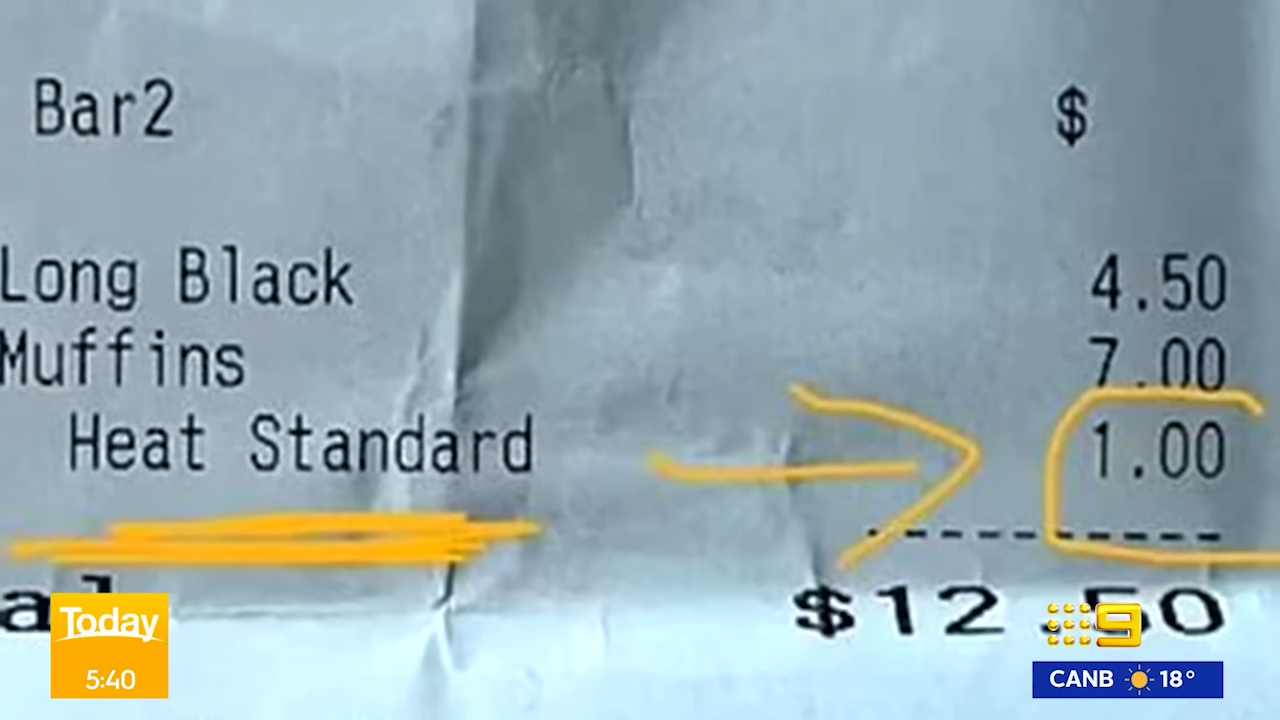 Bar2 $
Long Black 4.50
Muffins 7.00
Heat Standard 1.00
$12.50
Today
5:40
9
CANB 18°